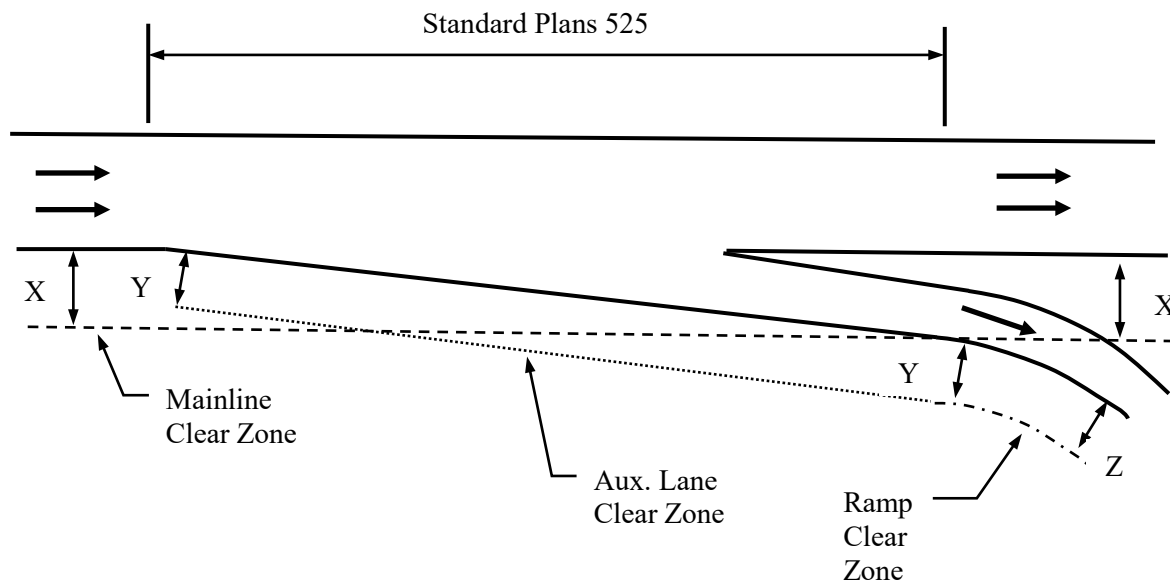 Standard Plans 525
X
Y
X
Y
Mainline
Clear Zone
Aux. Lane
Clear Zone
Z
Ramp
Clear
Zone